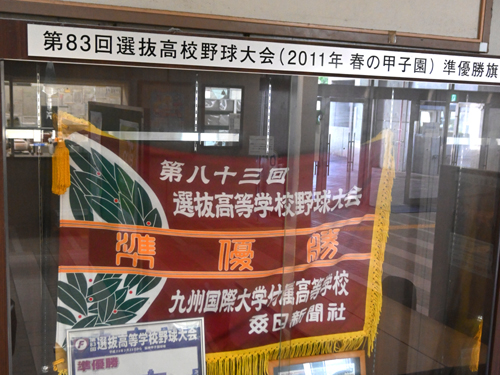 第83回選抜高校野球大会(2011年 春の甲子園) 準優勝旗
第八十三回
選抜高等学校野球大会
準優勝
九州国際大学付属高等学校
毎日新聞社
選抜高等学校野球大会
準優勝